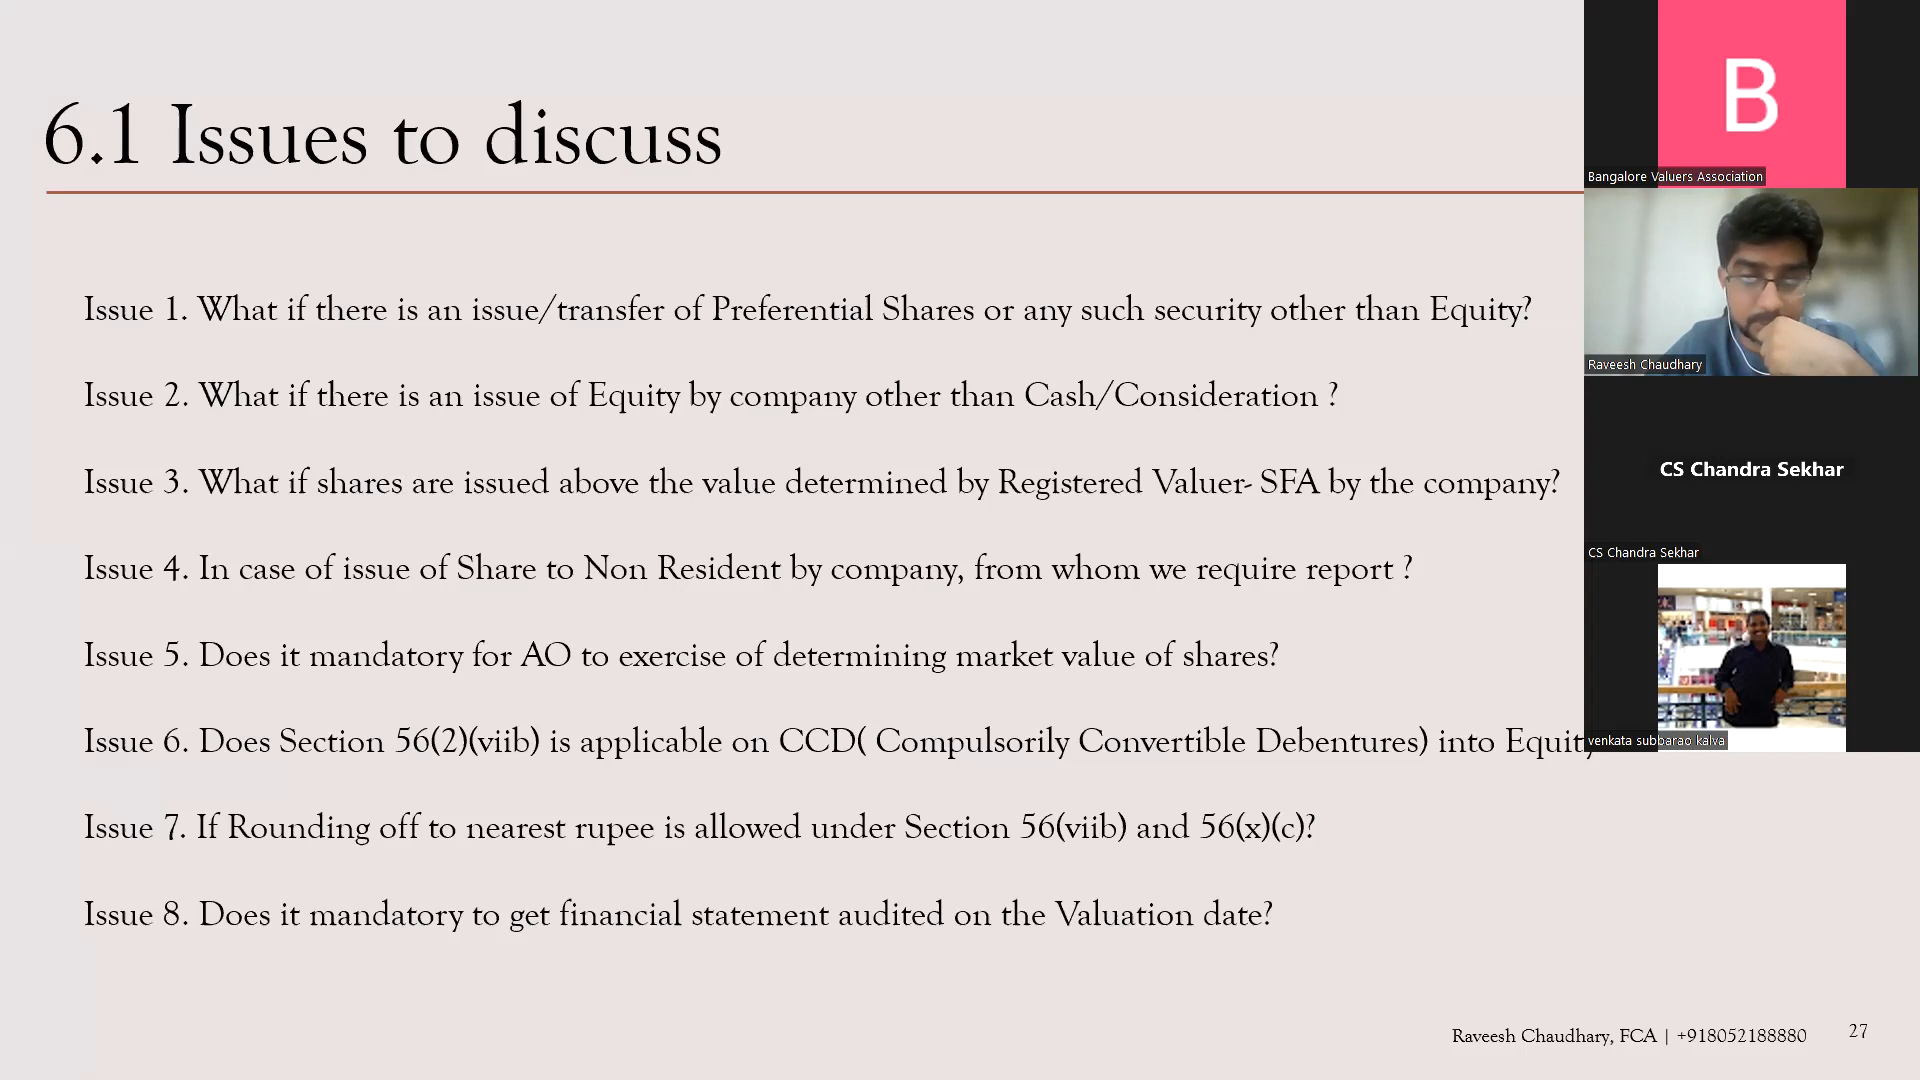 6.1 Issues to discuss
Issue 1. What if there is an issue/transfer of Preferential Shares or any such security other than Equity?
Issue 2. What if there is an issue of Equity by company other than Cash/Consideration ?
Issue 3. What if shares are issued above the value determined by Registered Valuer- SFA by the company?
Issue 4. In case of issue of Share to Non Resident by company, from whom we require report ?
Issue 5. Does it mandatory for AO to exercise of determining market value of shares?
Issue 6. Does Section 56(2)(viib) is applicable on CCD( Compulsorily Convertible Debentures) into Equity
Issue 7. If Rounding off to nearest rupee is allowed under Section 56(viib) and 56(x)(c)?
Issue 8. Does it mandatory to get financial statement audited on the Valuation date?
Raveesh Chaudhary, FCA | +918052188880
27
B
Bangalore Valuers Association
Raveesh Chaudhary
CS Chandra Sekhar
CS Chandra Sekhar
venkata subbarao kalva